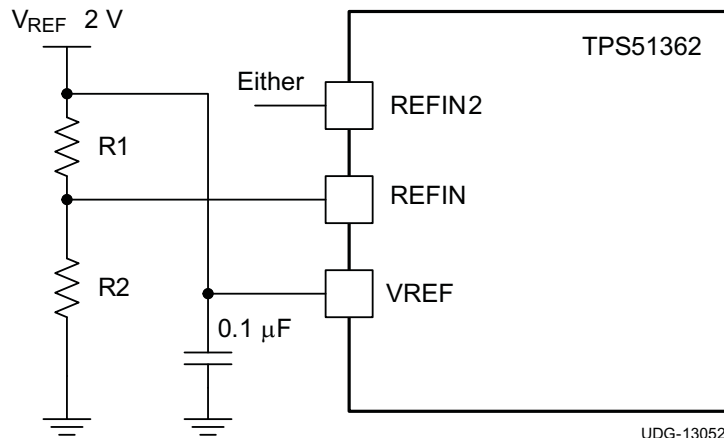 VREF 2 V
TPS51362
Either
REFIN2
R1
REFIN
R2
VREF
0.1 μF
UDG-13052